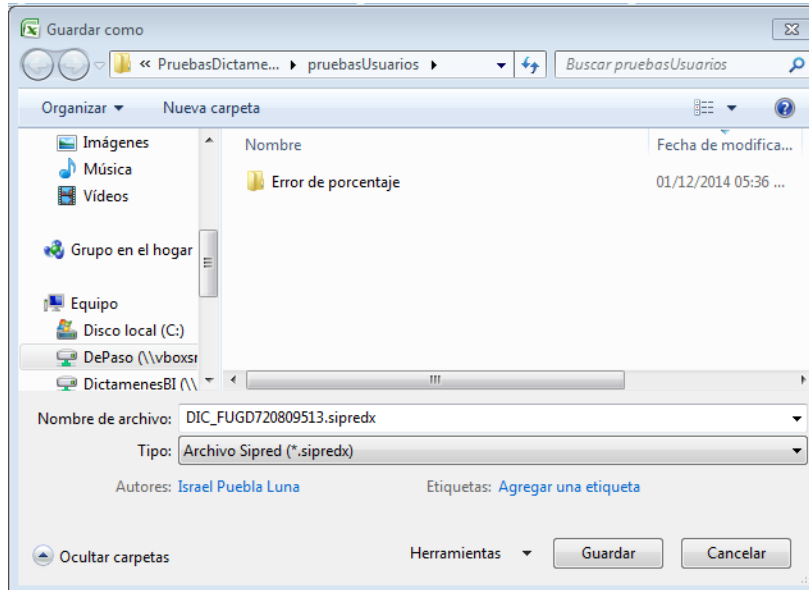 Guardar como
« PruebasDictame... ▸ pruebasUsuarios ▸ Buscar pruebasUsuarios
Organizar Nueva carpeta
Imágenes
Música
Vídeos
Grupo en el hogar
Equipo
Disco local (C:)
DePaso (\\vboxsr
DictamenesBI (\\
Nombre Fecha de modifica...
Error de porcentaje 01/12/2014 05:36 ...
Nombre de archivo: DIC_FUGD720809513.sipredx
Tipo: Archivo Sipred (*.sipredx)
Autores: Israel Puebla Luna Etiquetas: Agregar una etiqueta
Ocultar carpetas Herramientas Guardar Cancelar